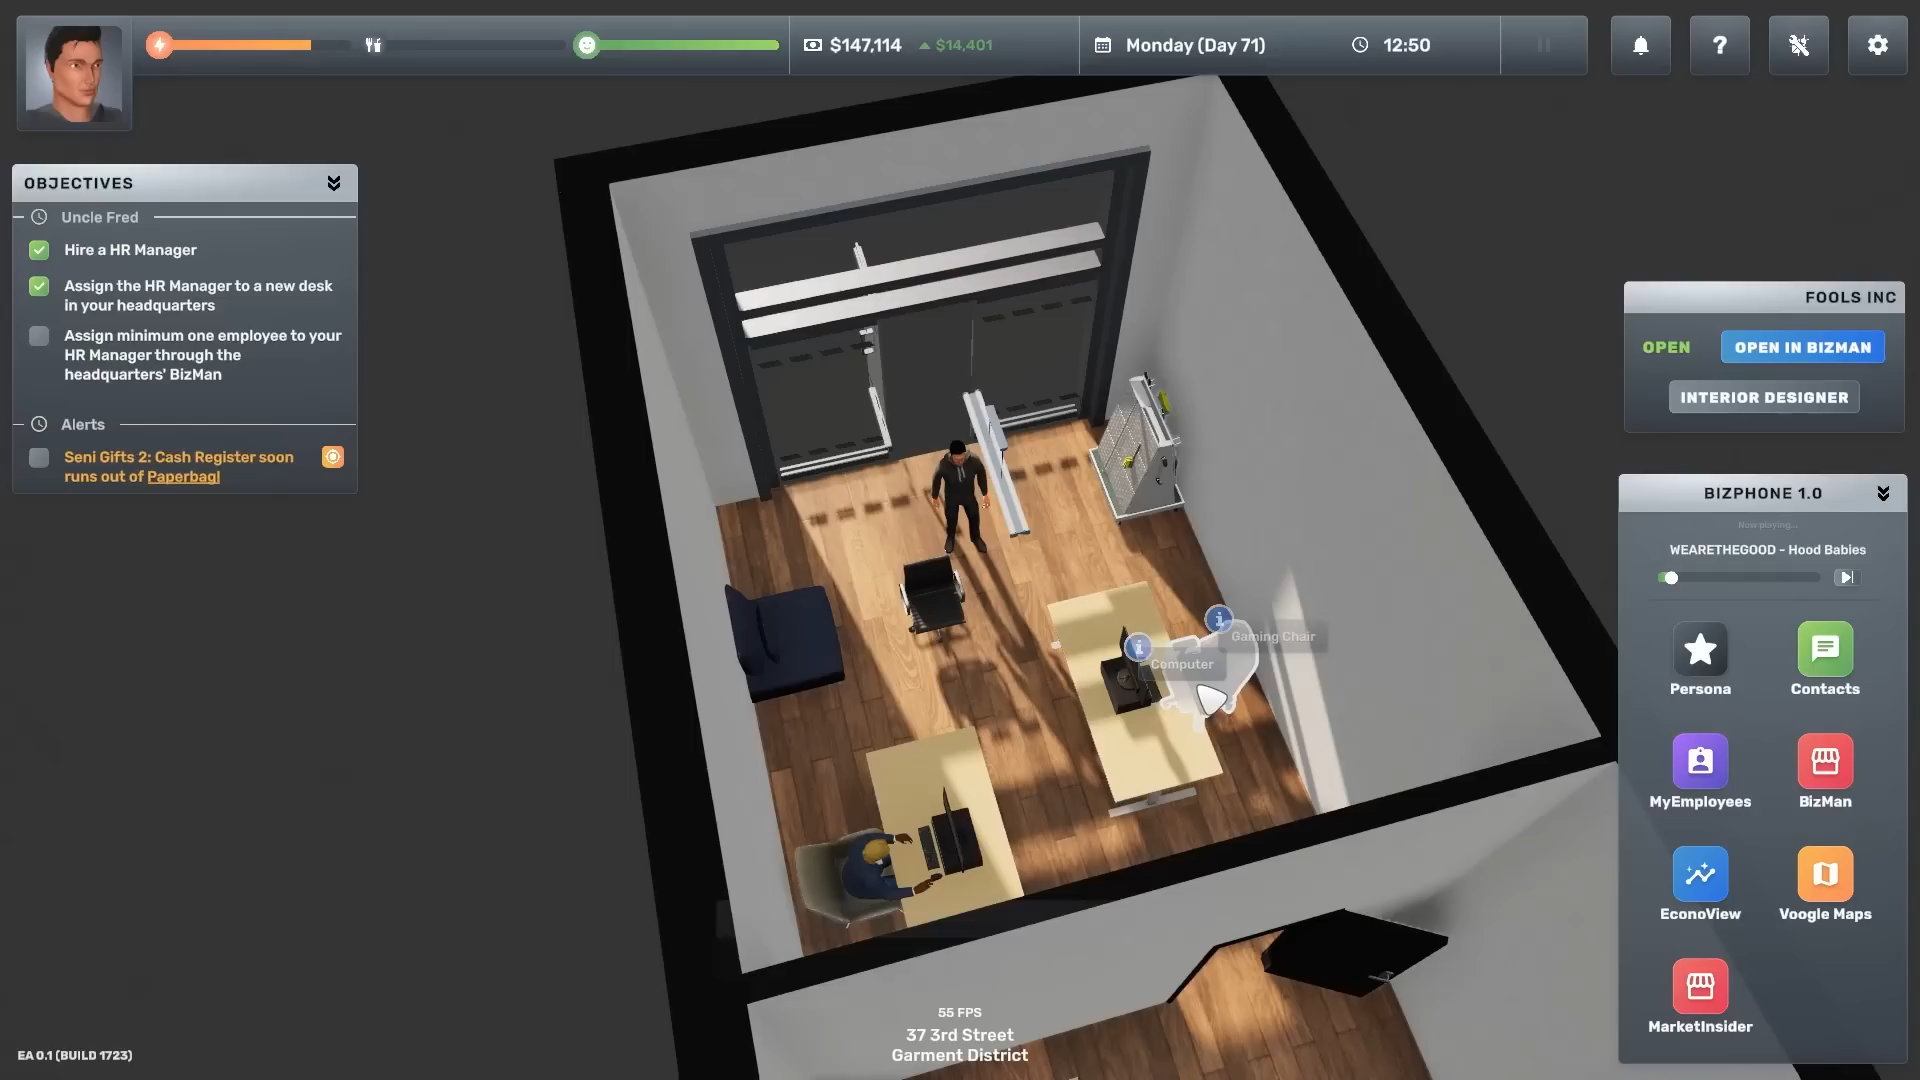 $147,114
$14,401
Monday (Day 71)
12:50
?
OBJECTIVES
Uncle Fred
Hire a HR Manager
Assign the HR Manager to a new desk
in your headquarters
Assign minimum one employee to your
HR Manager through the
headquarters' BizMan
Alerts
Seni Gifts 2: Cash Register soon
runs out of Paperbag!
FOOLS INC
OPEN
OPEN IN BIZMAN
INTERIOR DESIGNER
BIZPHONE 1.0
Now playing...
WEARETHEGOOD - Hood Babies
Persona
Contacts
MyEmployees
BizMan
EconoView
Voogle Maps
MarketInsider
i
Gaming Chair
i
Computer
55 FPS
37 3rd Street
Garment District
EA 0.1 (BUILD 1723)